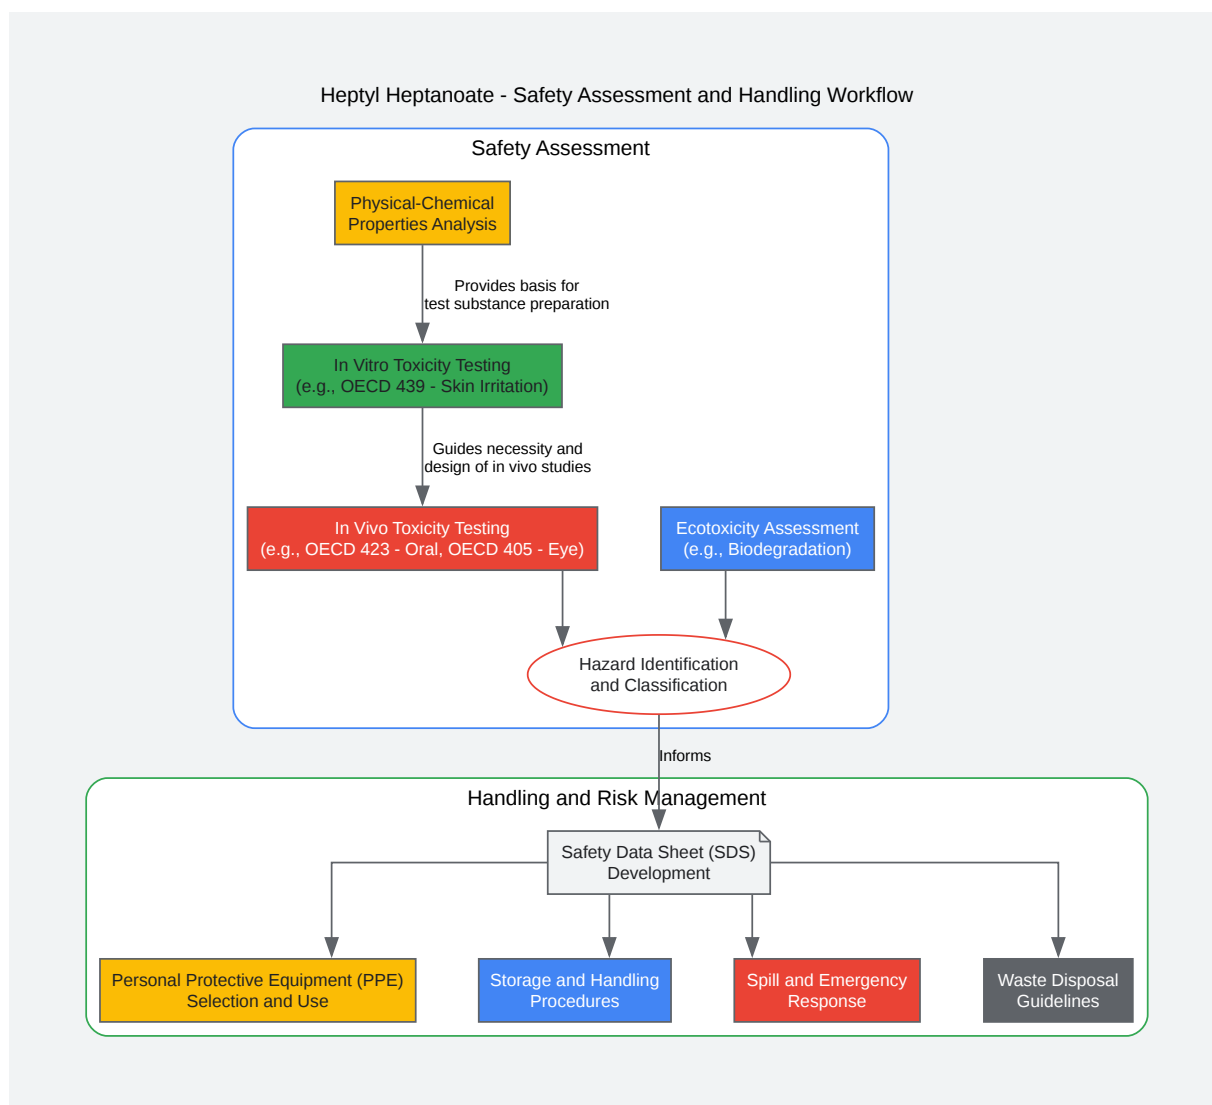 Heptyl Heptanoate - Safety Assessment and Handling Workflow
Safety Assessment
Physical-Chemical
Properties Analysis
Provides basis for
test substance preparation
In Vitro Toxicity Testing
(e.g., OECD 439 - Skin Irritation)
Guides necessity and
design of in vivo studies
In Vivo Toxicity Testing
(e.g., OECD 423 - Oral, OECD 405 - Eye)
Ecotoxicity Assessment
(e.g., Biodegradation)
Hazard Identification
and Classification
Informs
Handling and Risk Management
Safety Data Sheet (SDS)
Development
Personal Protective Equipment (PPE)
Selection and Use
Storage and Handling
Procedures
Spill and Emergency
Response
Waste Disposal
Guidelines